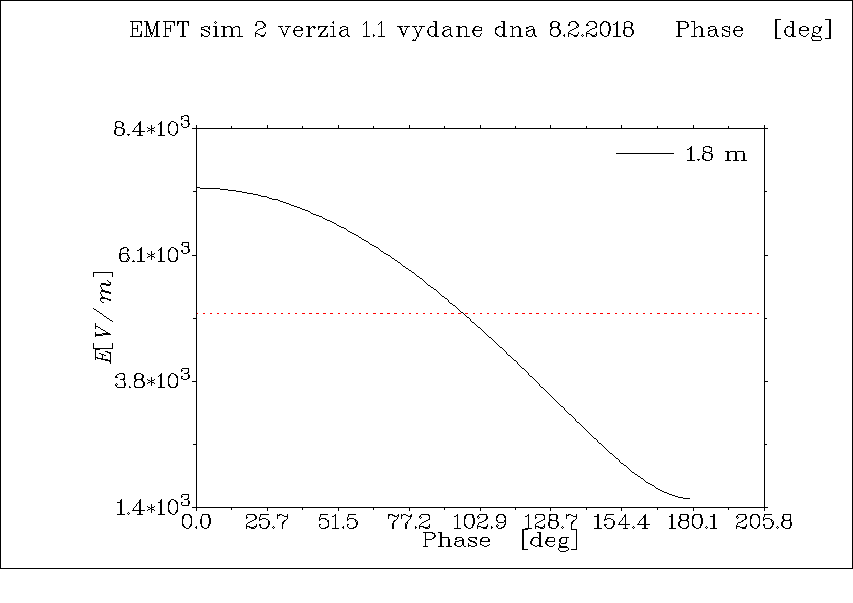 EMFT sim 2 verzia 1.1 vydane dna 8.2.2018 Phase [deg]
8.4*10³
1.8 m
6.1*10³
E[V/m]
3.8*10³
1.4*10³
0.0 25.7 51.5 77.2 102.9 128.7 154.4 180.1 205.8
Phase [deg]